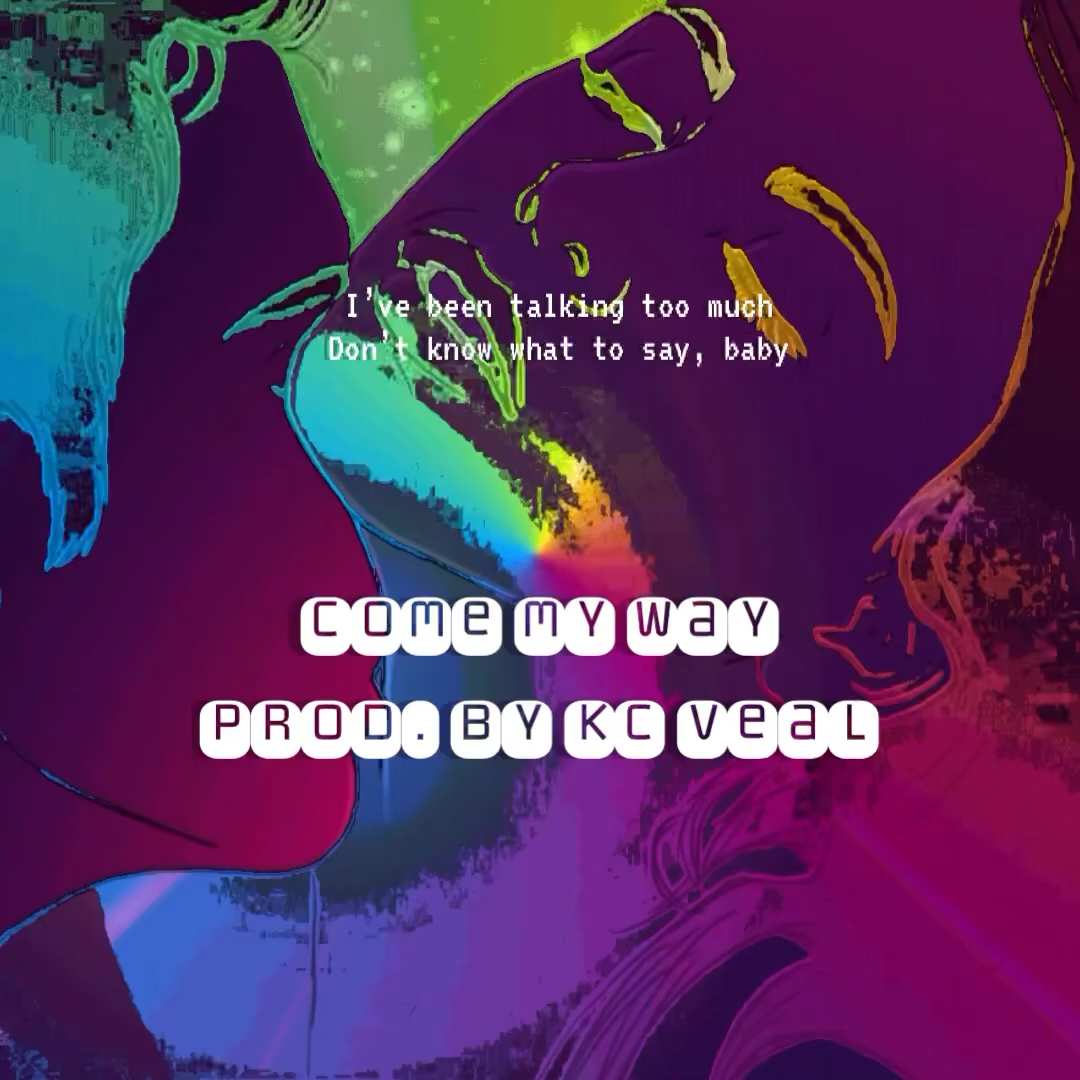 I've been talking too much
Don't know what to say, baby
COMe MY WaY
PROD. BY KC VeaL